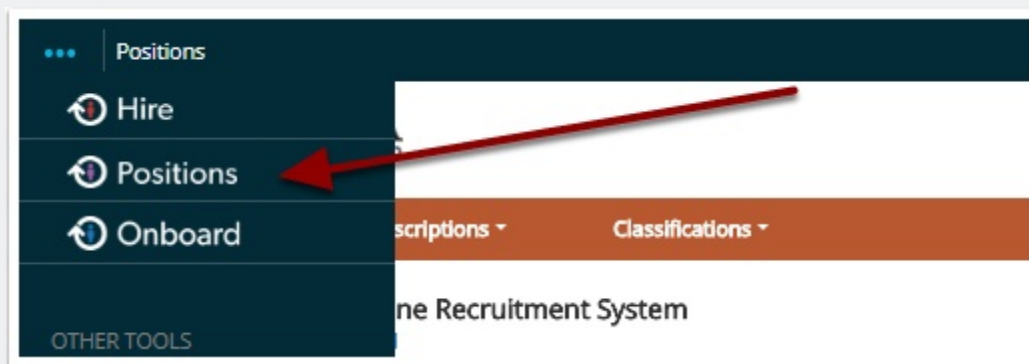 Positions
Hire
Positions
Onboard
scriptions
Classifications
ne Recruitment System
OTHER TOOLS